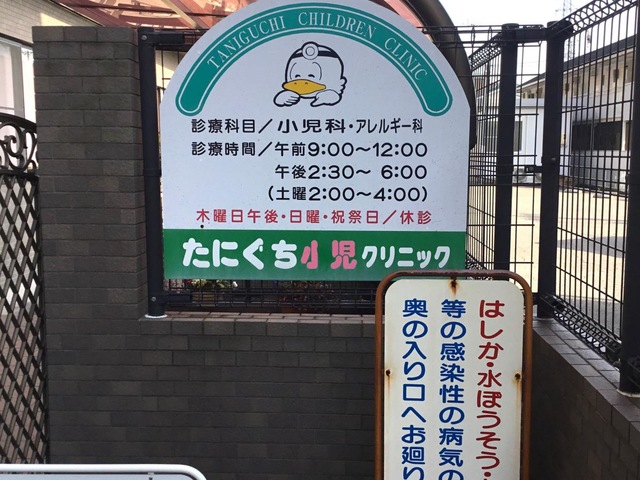 TANIGUCHI CHILDREN CLINIC
診療科目／小児科・アレルギー科
診療時間／午前9:00～12:00
午後2:30～ 6:00
(土曜2:00～4:00)
木曜日午後・日曜・祝祭日／休診
たにぐち小児クリニック
はしか・水ぼうそう・
等の感染性の病気の
奥の入り口へお廻り